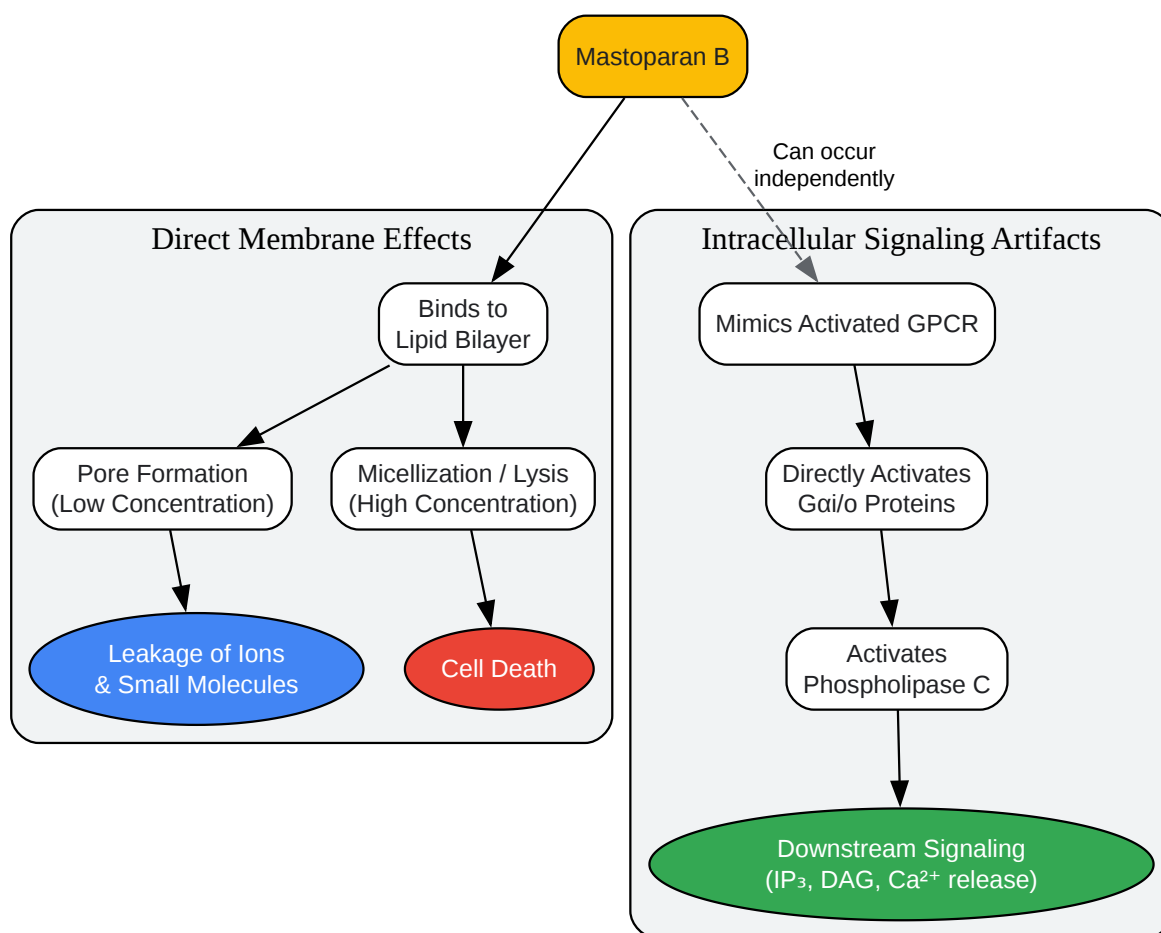 Mastoparan B
Can occur
independently
Direct Membrane Effects
Binds to
Lipid Bilayer
Pore Formation
(Low Concentration)
Micellization / Lysis
(High Concentration)
Leakage of Ions
& Small Molecules
Cell Death
Intracellular Signaling Artifacts
Mimics Activated GPCR
Directly Activates
Gαi/o Proteins
Activates
Phospholipase C
Downstream Signaling
(IP₃, DAG, Ca²⁺ release)